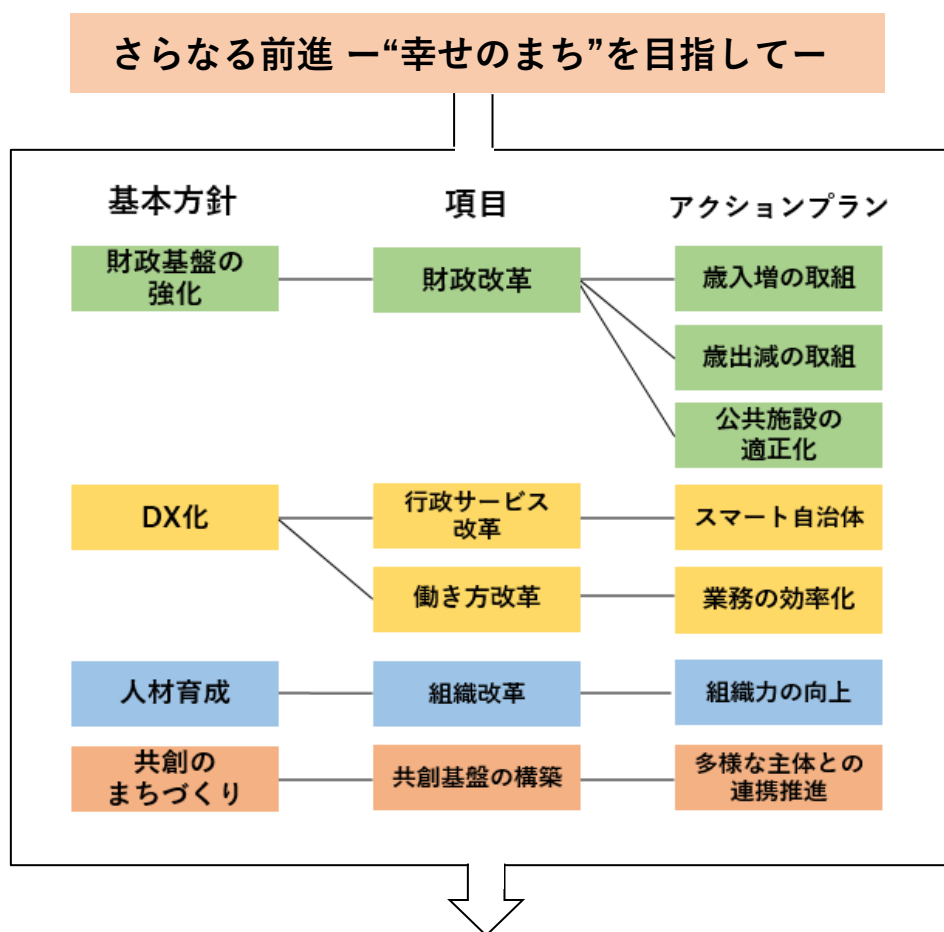 さらなる前進 ー“幸せのまち”を目指してー
基本方針
項目
アクションプラン
財政基盤の
強化
財政改革
歳入増の取組
歳出減の取組
公共施設の
適正化
DX化
行政サービス
改革
スマート自治体
働き方改革
業務の効率化
人材育成
組織改革
組織力の向上
共創の
まちづくり
共創基盤の構築
多様な主体との
連携推進